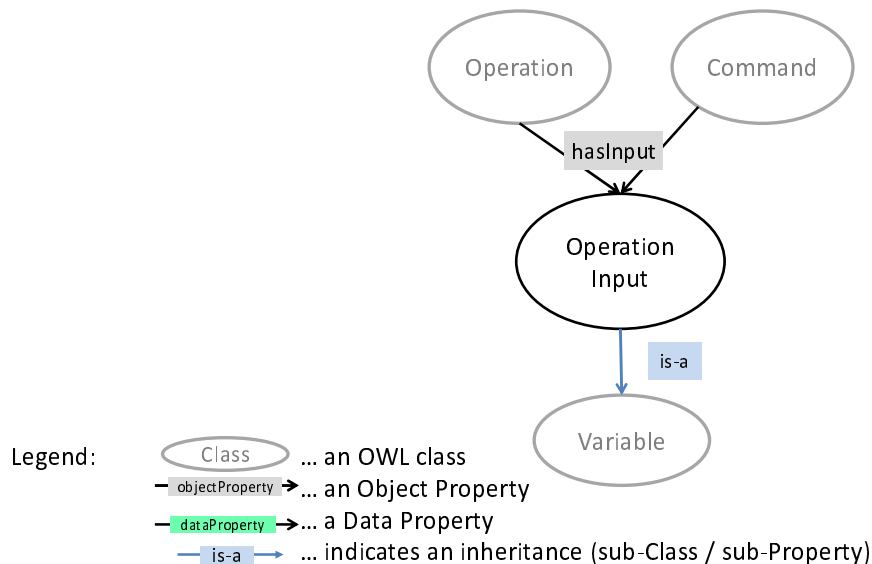 Operation
Command
hasInput
Operation
Input
is-a
Variable
Legend:
Class
... an OWL class
objectProperty
... an Object Property
dataProperty
... a Data Property
is-a
... indicates an inheritance (sub-Class / sub-Property)